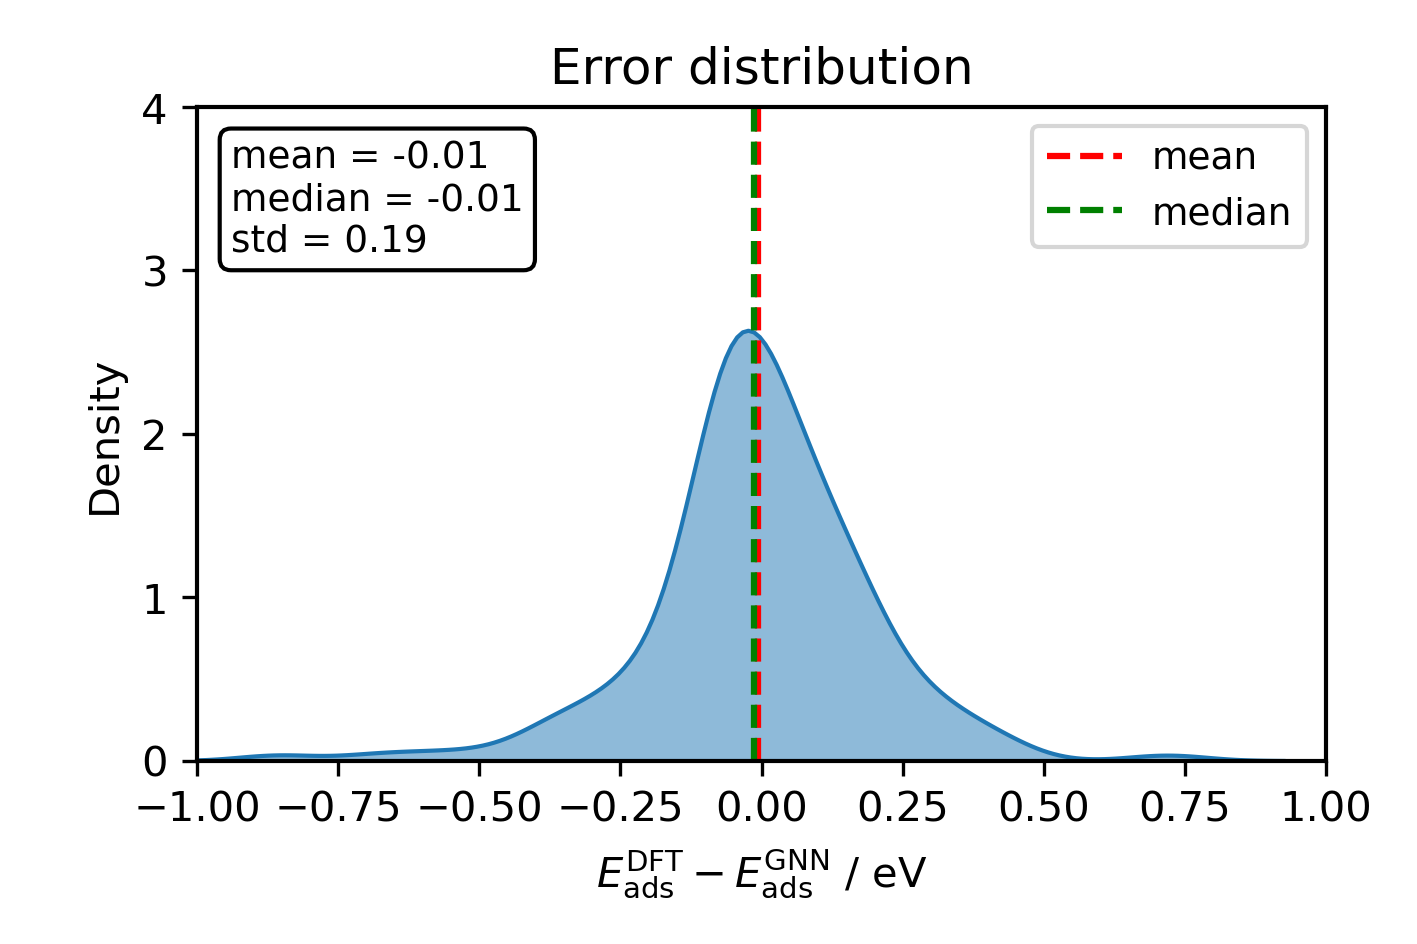 Error distribution
mean = -0.01
median = -0.01
std = 0.19
mean
median
Density
4
3
2
1
0
−1.00 −0.75 −0.50 −0.25 0.00 0.25 0.50 0.75 1.00
E_ads^DFT − E_ads^GNN / eV